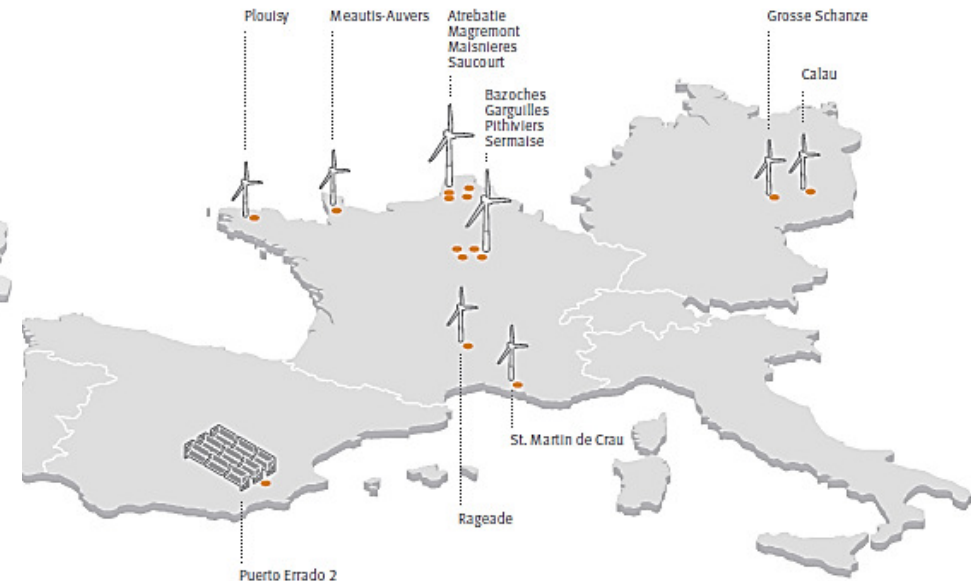 Plouisy
Meautis-Auvers
Atrebatie
Magremont
Maisnieres
Saucourt
Bazoches
Garguilles
Pithiviers
Sermaise
Grosse Schanze
Calau
St. Martin de Crau
Rageade
Puerto Errado 2